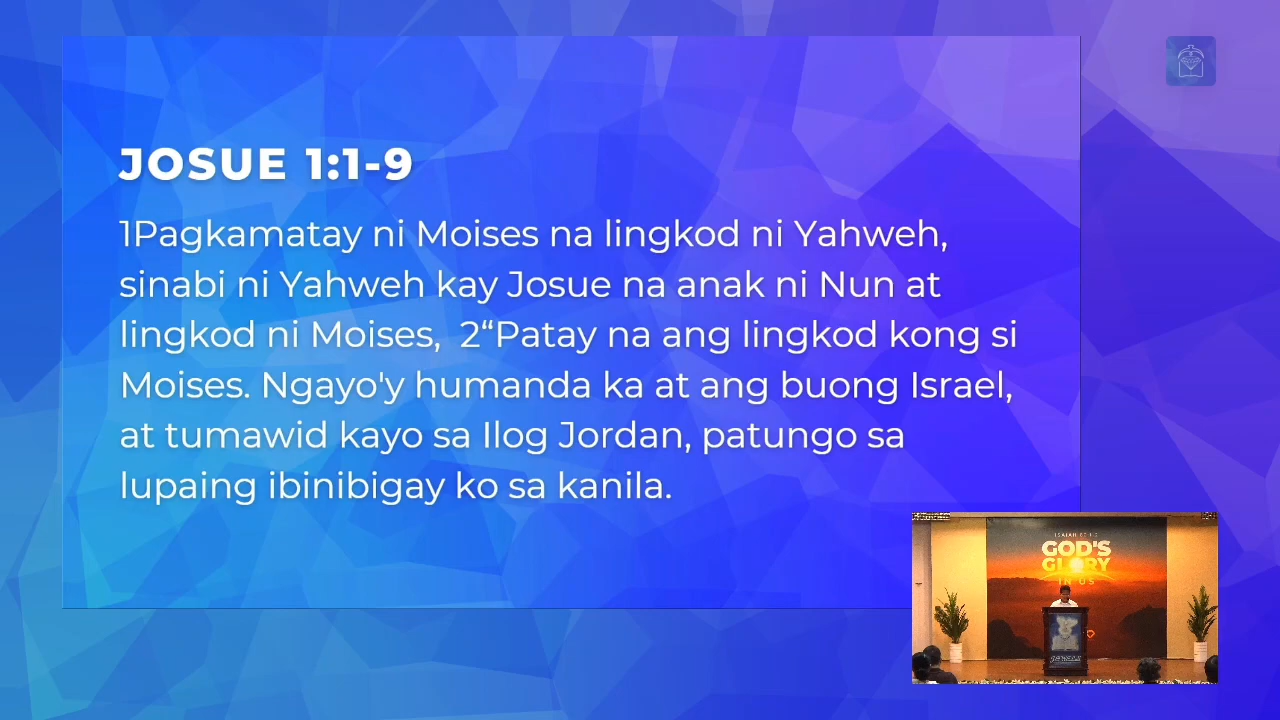 JOSUE 1:1-9
1Pagkamatay ni Moises na lingkod ni Yahweh,
sinabi ni Yahweh kay Josue na anak ni Nun at
lingkod ni Moises,  2“Patay na ang lingkod kong si
Moises. Ngayo'y humanda ka at ang buong Israel,
at tumawid kayo sa Ilog Jordan, patungo sa
lupaing ibinibigay ko sa kanila.
GOD'S
GLORY
IN US